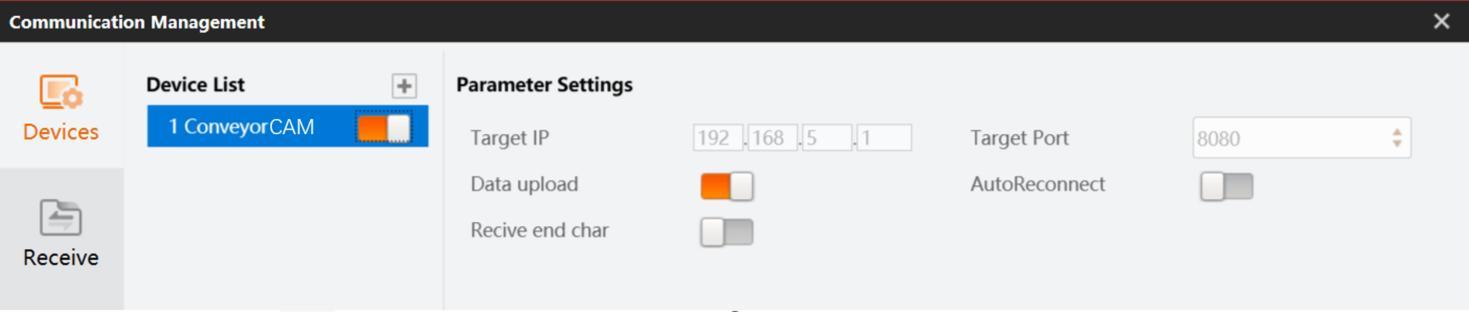 Communication Management
Devices
Receive
Device List
1 ConveyorCAM
Parameter Settings
Target IP 192 .168 .5 .1 Target Port 8080
Data upload AutoReconnect
Recive end char